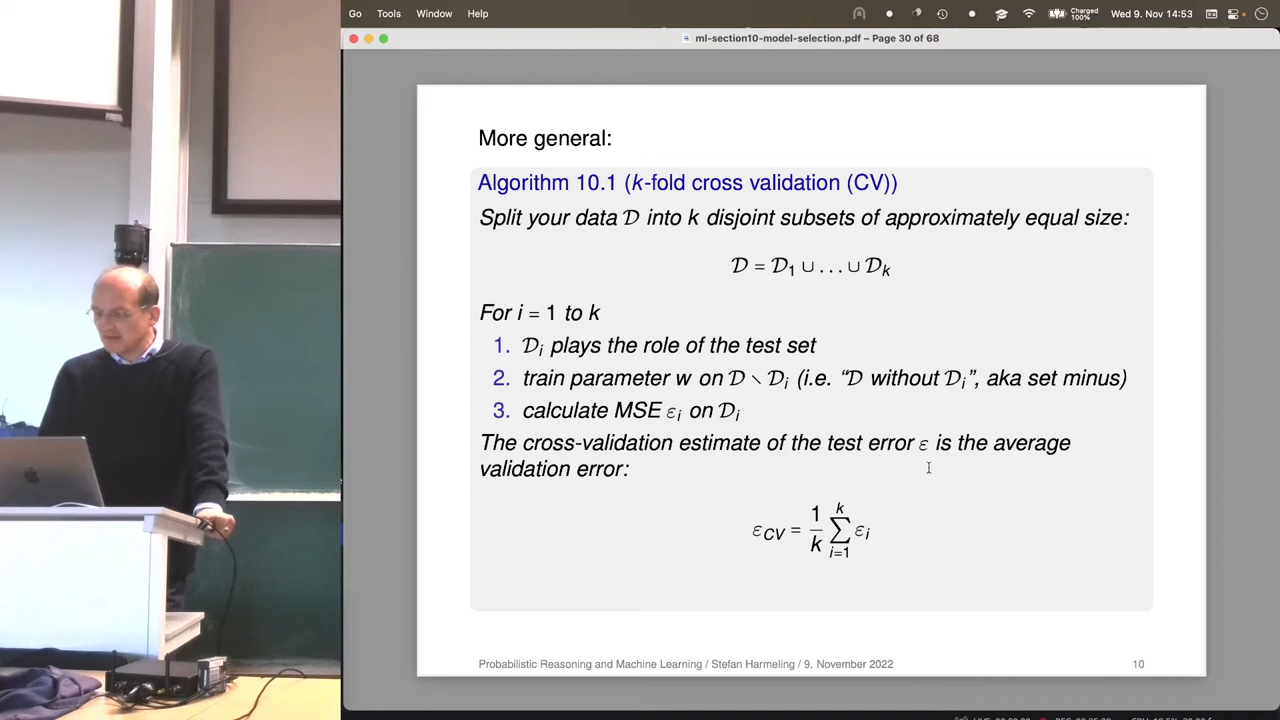 Go Tools Window Help Charged 100% Wed 9. Nov 14:53
ml-section10-model-selection.pdf – Page 30 of 68
More general:
Algorithm 10.1 (k-fold cross validation (CV))
Split your data D into k disjoint subsets of approximately equal size:
D = D1 ∪ ... ∪ Dk
For i = 1 to k
1. Di plays the role of the test set
2. train parameter w on D ∖ Di (i.e. “D without Di”, aka set minus)
3. calculate MSE εi on Di
The cross-validation estimate of the test error ε is the average
validation error:
εCV = 1/k ∑_{i=1}^{k} εi
Probabilistic Reasoning and Machine Learning / Stefan Harmeling / 9. November 2022 10